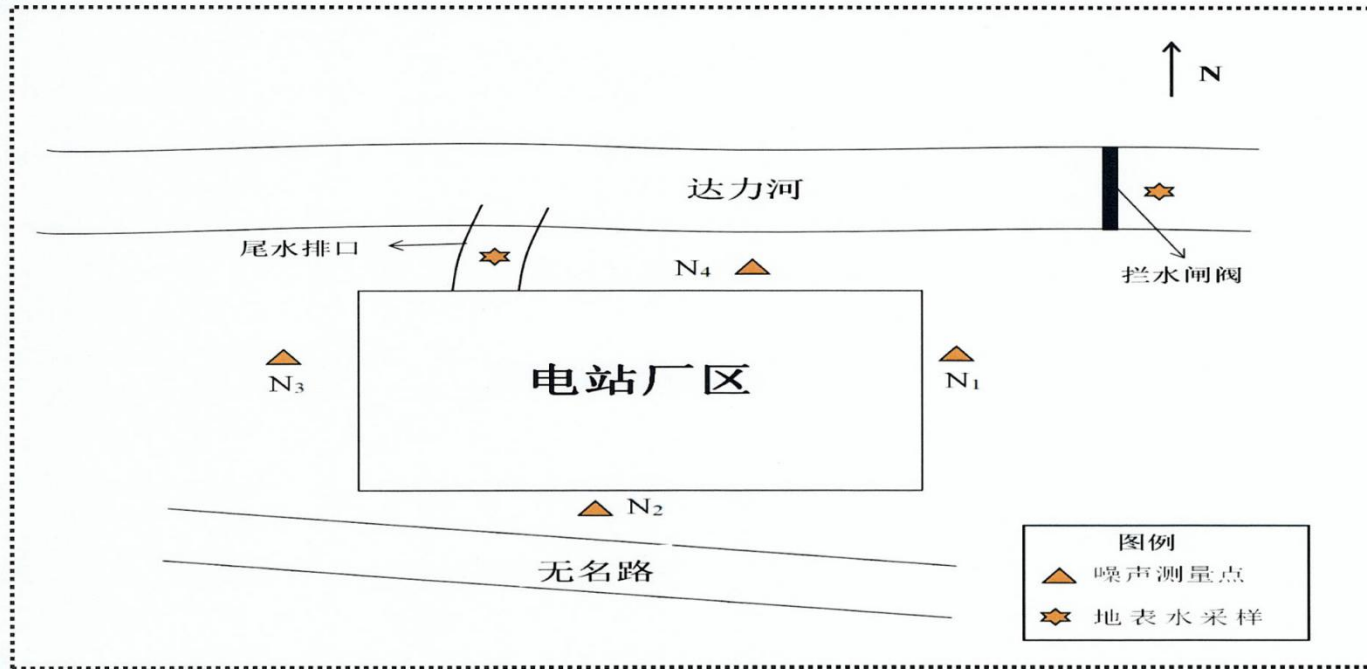 N
达力河
尾水排口
N₄
拦水闸阀
N₃
电站厂区
N₁
N₂
无名路
图例
噪声测量点
地表水采样